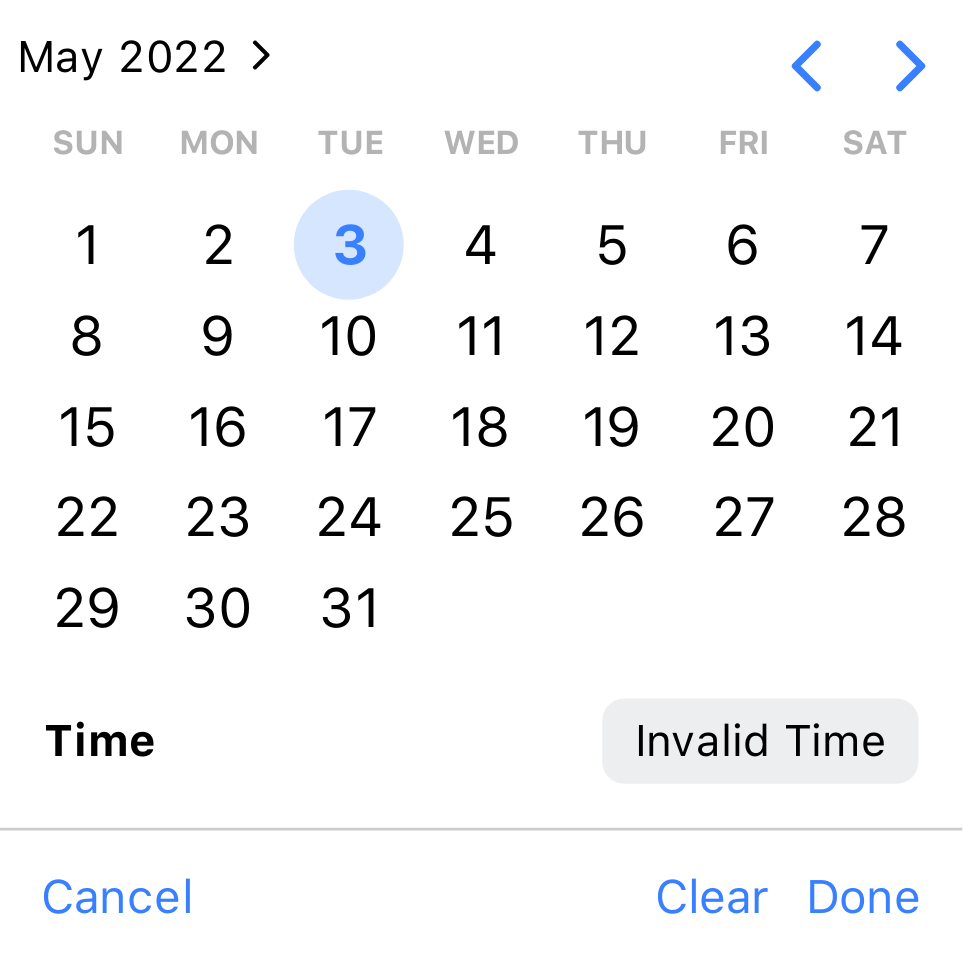 May 2022 >
SUN MON TUE WED THU FRI SAT
1 2 3 4 5 6 7
8 9 10 11 12 13 14
15 16 17 18 19 20 21
22 23 24 25 26 27 28
29 30 31
Time Invalid Time
Cancel Clear Done